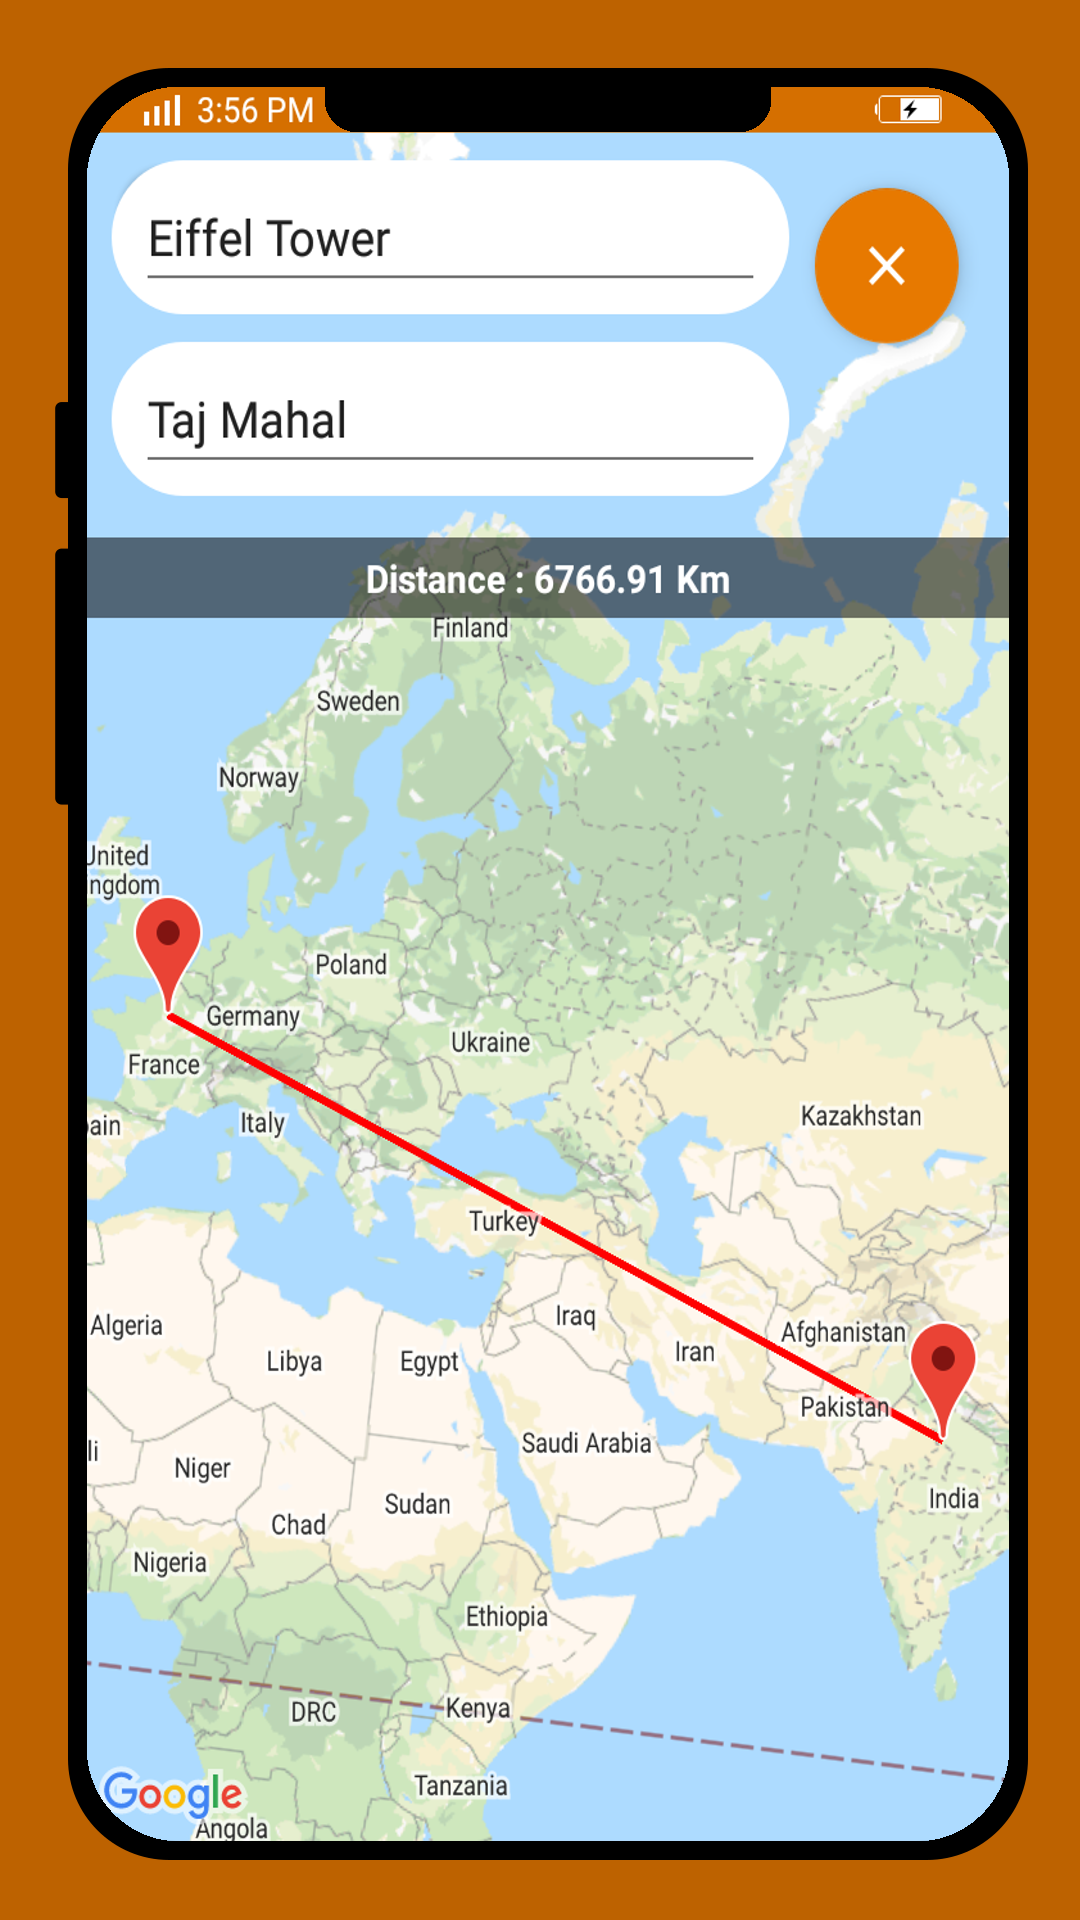 3:56 PM
Eiffel Tower
Taj Mahal
Distance : 6766.91 Km
Finland
Sweden
Norway
United
ngdom
Poland
Germany
Ukraine
France
Kazakhstan
ain
Italy
Turkey
Iraq
Algeria
Afghanistan
Iran
Libya
Egypt
Pakistan
Saudi Arabia
li
Niger
India
Sudan
Chad
Nigeria
Ethiopia
Kenya
DRC
Tanzania
Google
Angola